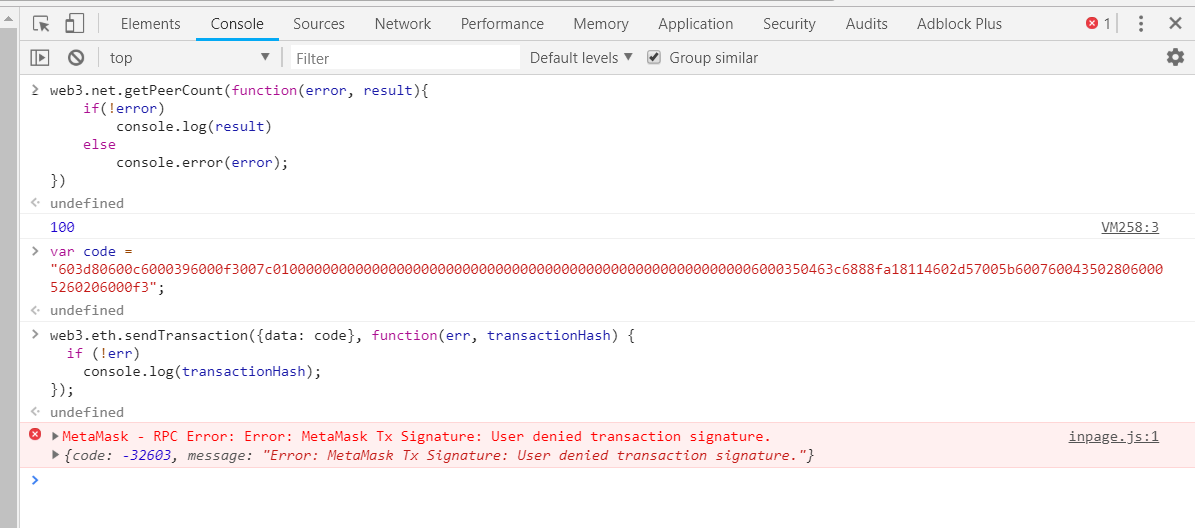 Elements Console Sources Network Performance Memory Application Security Audits Adblock Plus 1
top Filter Default levels Group similar
web3.net.getPeerCount(function(error, result){
if(!error)
console.log(result)
else
console.error(error);
})
undefined
100 VM258:3
var code =
"603d80600c6000396000f3007c01000000000000000000000000000000000000000000000000000000006000350463c6888fa18114602d57005b600760043502806000
5260206000f3";
undefined
web3.eth.sendTransaction({data: code}, function(err, transactionHash) {
if (!err)
console.log(transactionHash);
});
undefined
MetaMask - RPC Error: Error: MetaMask Tx Signature: User denied transaction signature. inpage.js:1
{code: -32603, message: "Error: MetaMask Tx Signature: User denied transaction signature."}